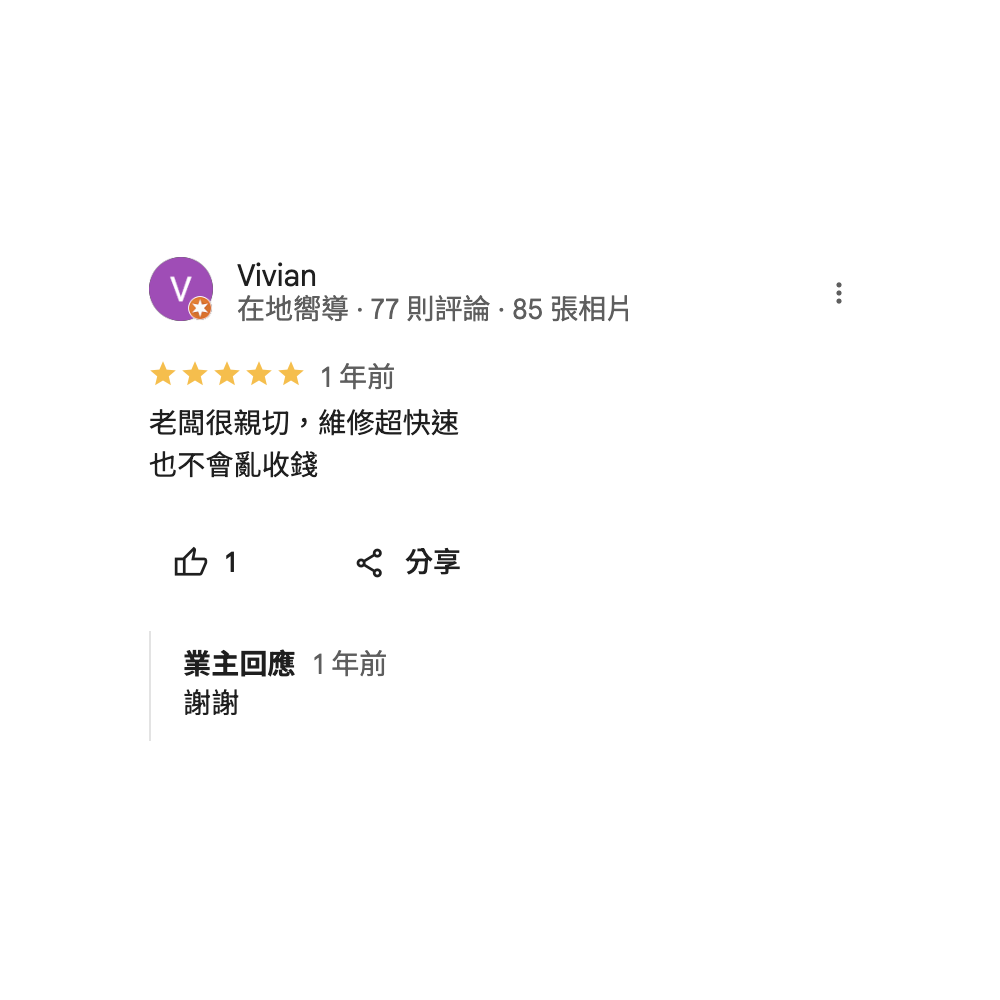 V
Vivian
在地嚮導 · 77 則評論 · 85 張相片
1 年前
老闆很親切，維修超快速
也不會亂收錢
1 分享
業主回應 1 年前
謝謝